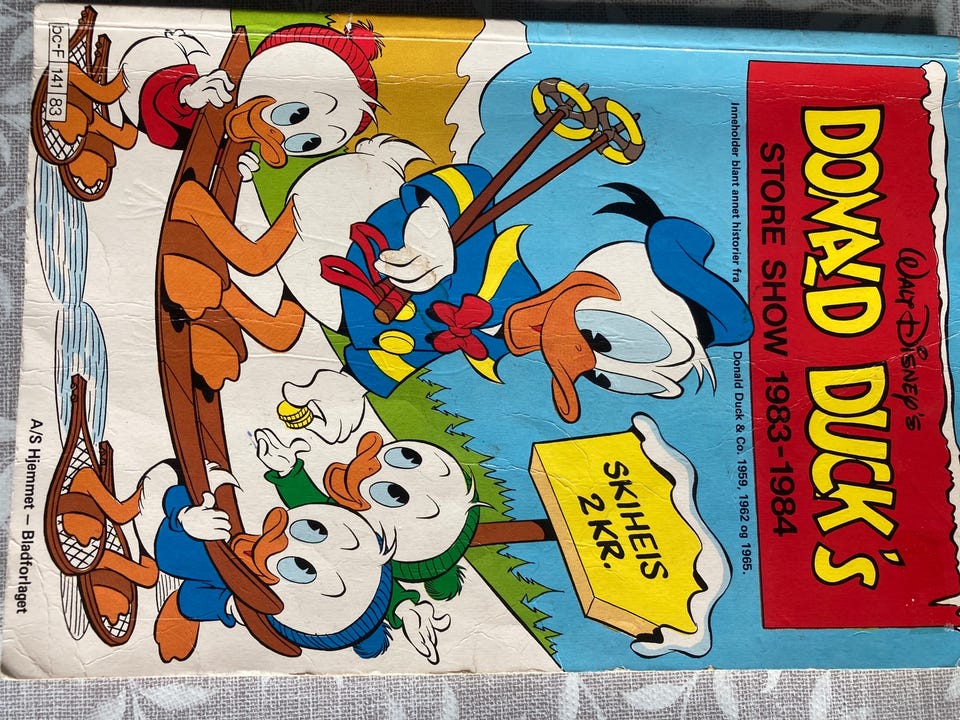 WALT DISNEY'S
DONALD DUCK's
STORE SHOW 1983-1984
Inneholder blant annet historier fra Donald Duck & Co. 1959, 1962 og 1965.
SKIHEIS
2 KR.
bc-F 141 83
A/S Hjemmet – Bladforlaget